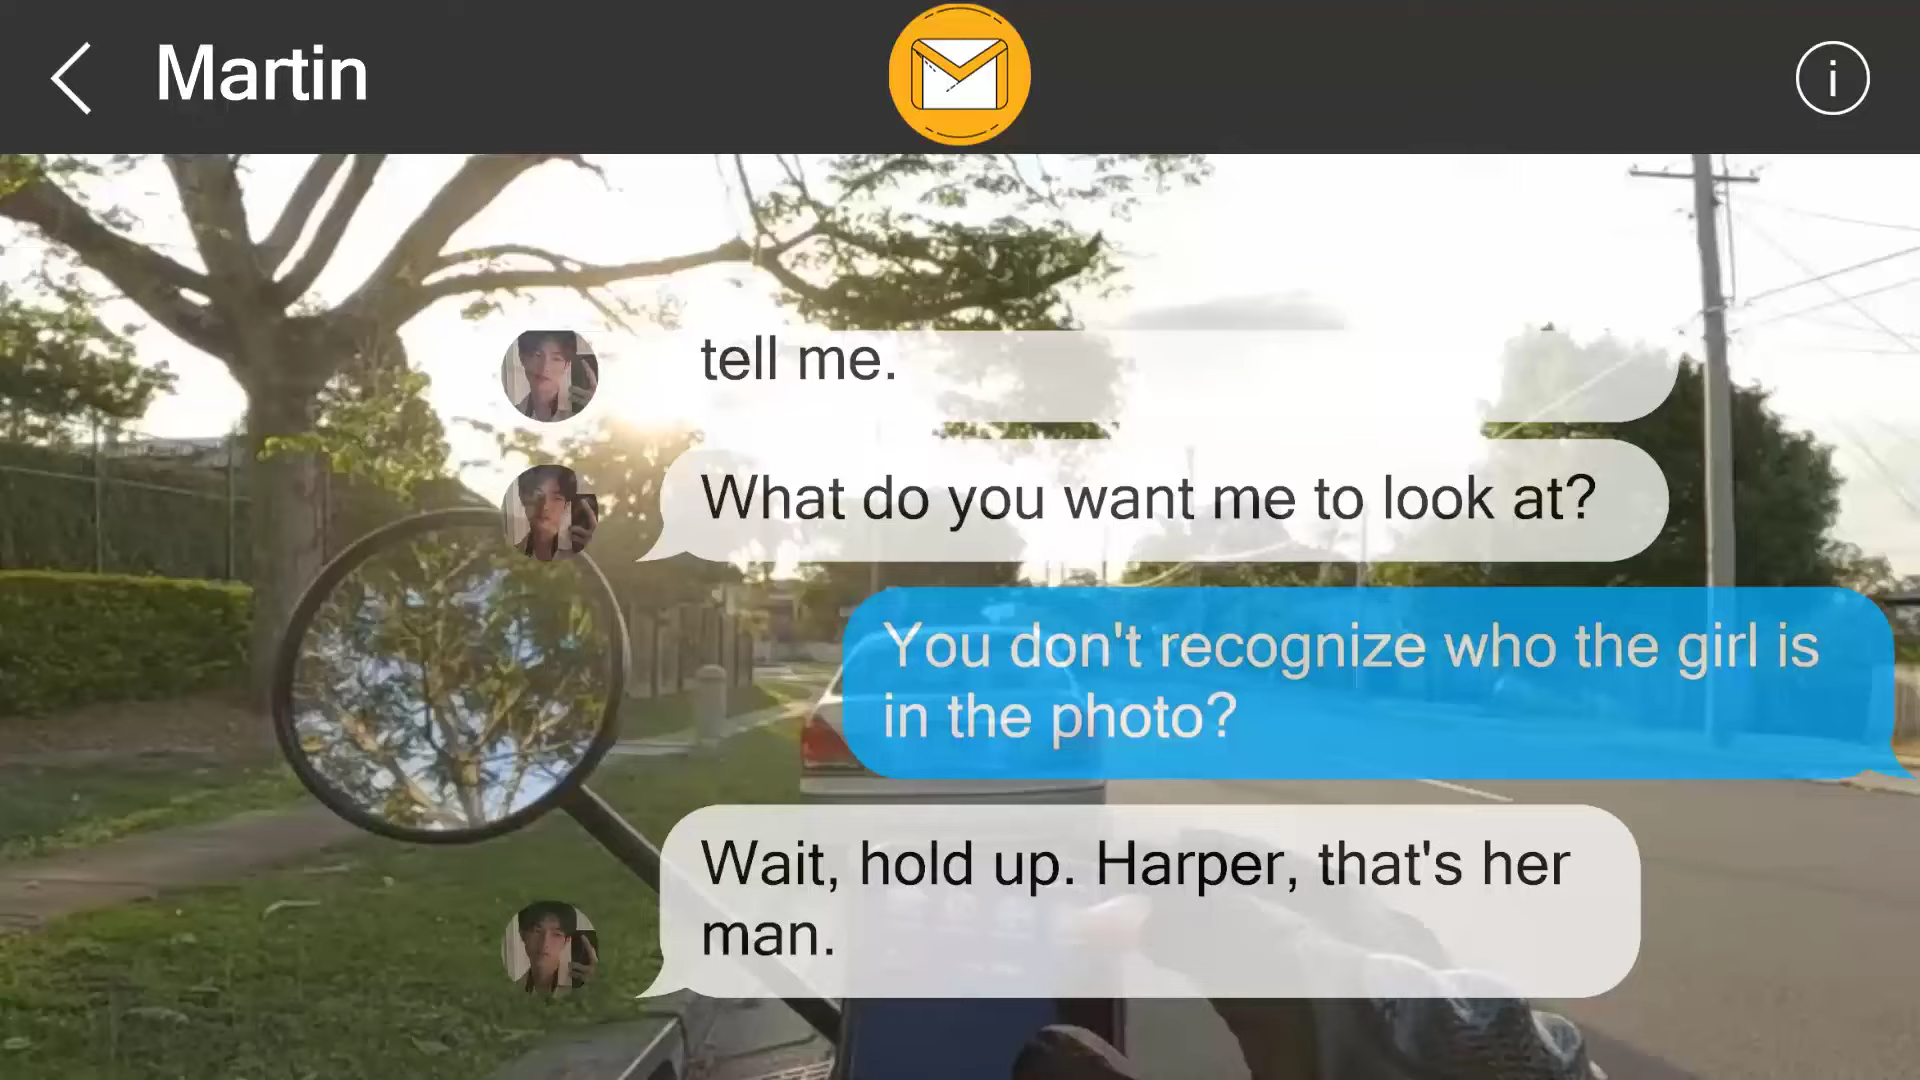 Martin
i
tell me.
What do you want me to look at?
You don't recognize who the girl is
in the photo?
Wait, hold up. Harper, that's her
man.